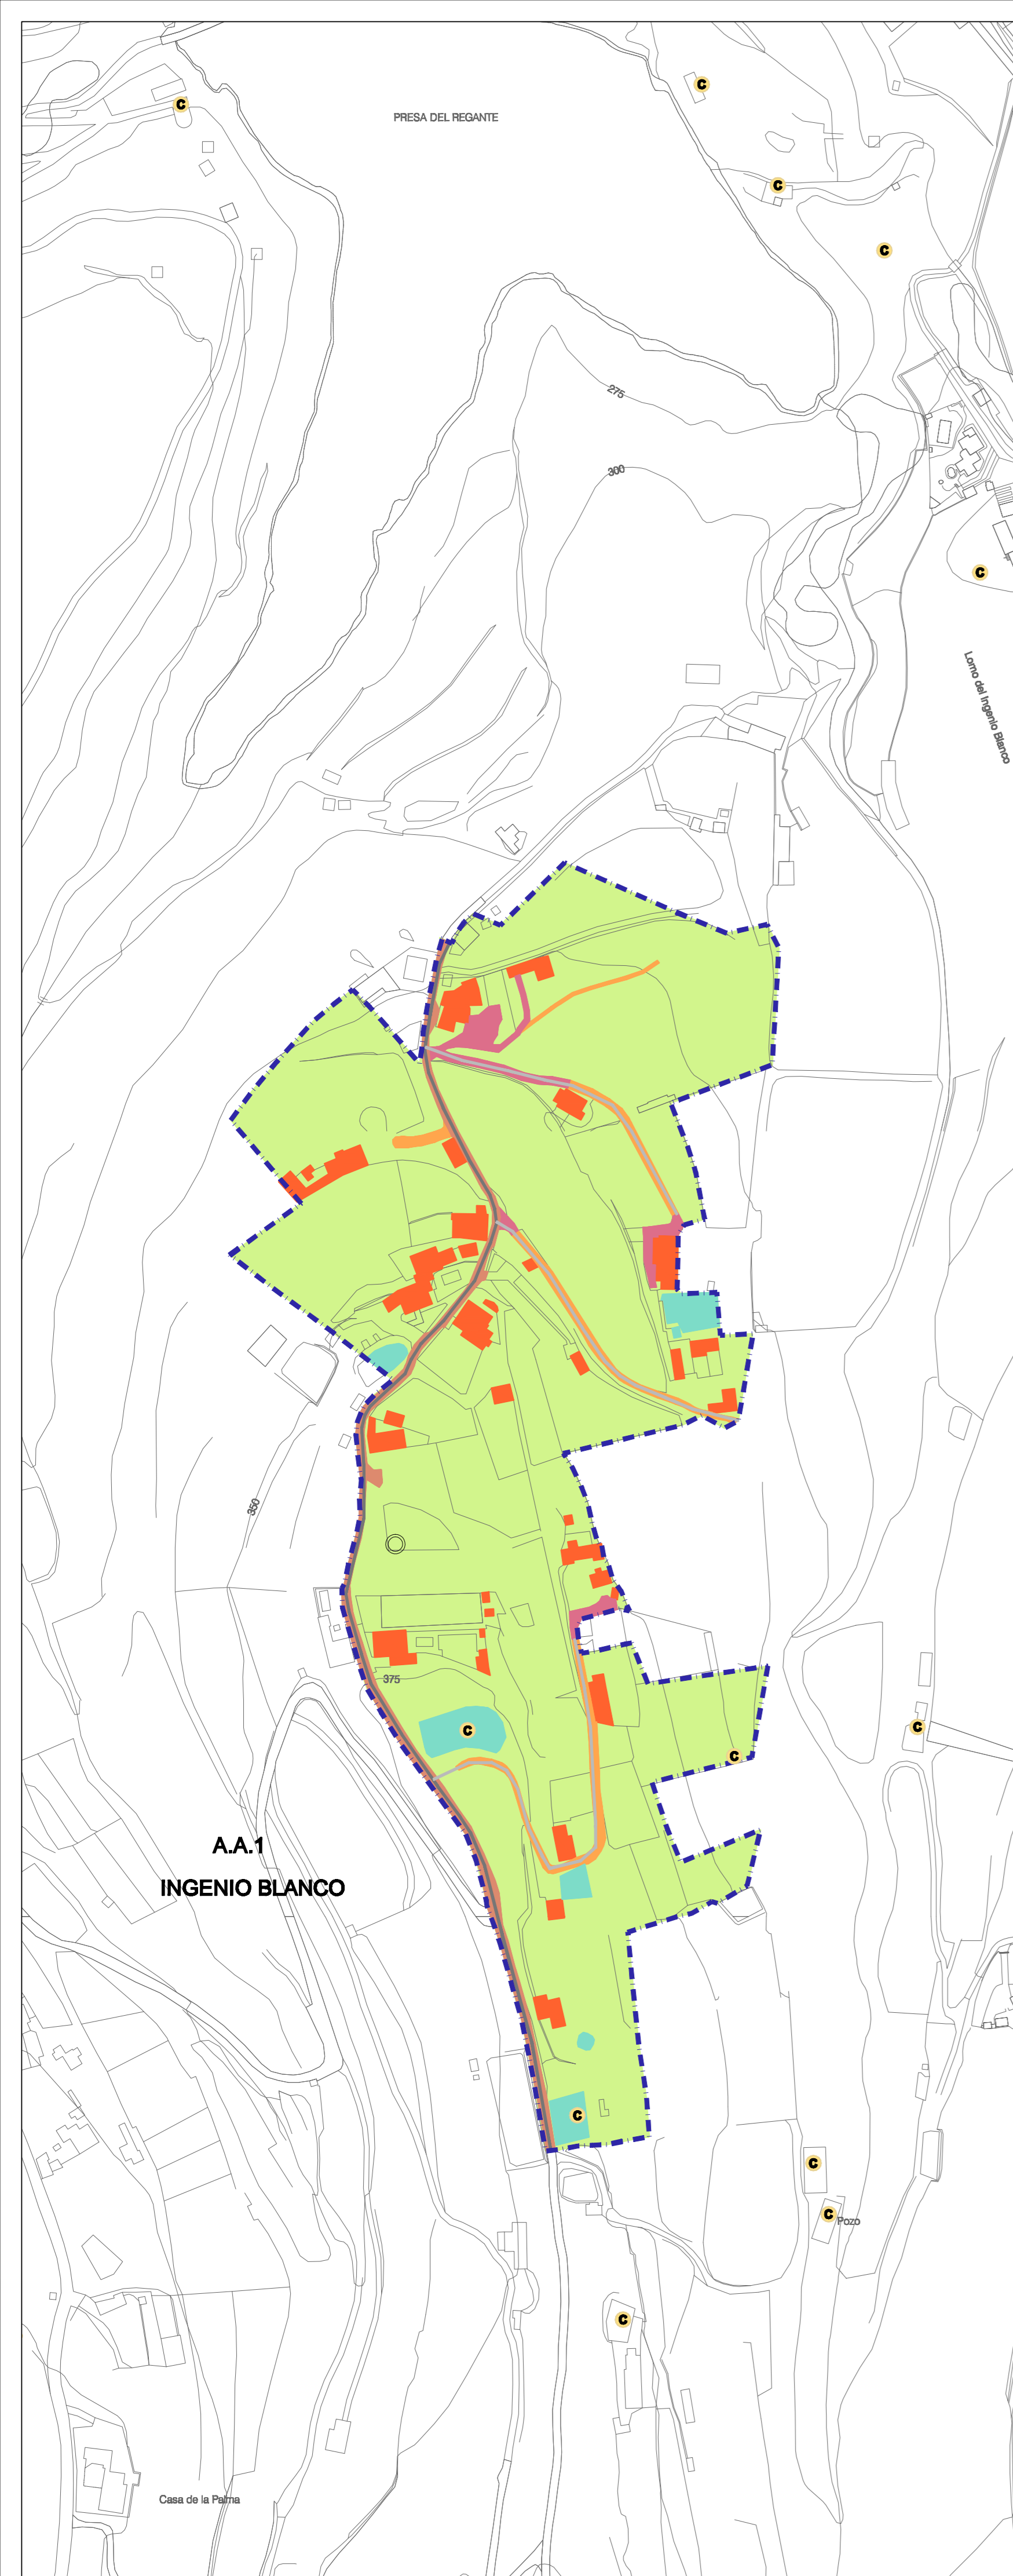 C
C
PRESA DEL REGANTE
C
C
275
300
C
Lomo del Ingenio Blanco
350
375
C
C
C
A.A.1
INGENIO BLANCO
C
C
C
Pozo
C
Casa de la Palma